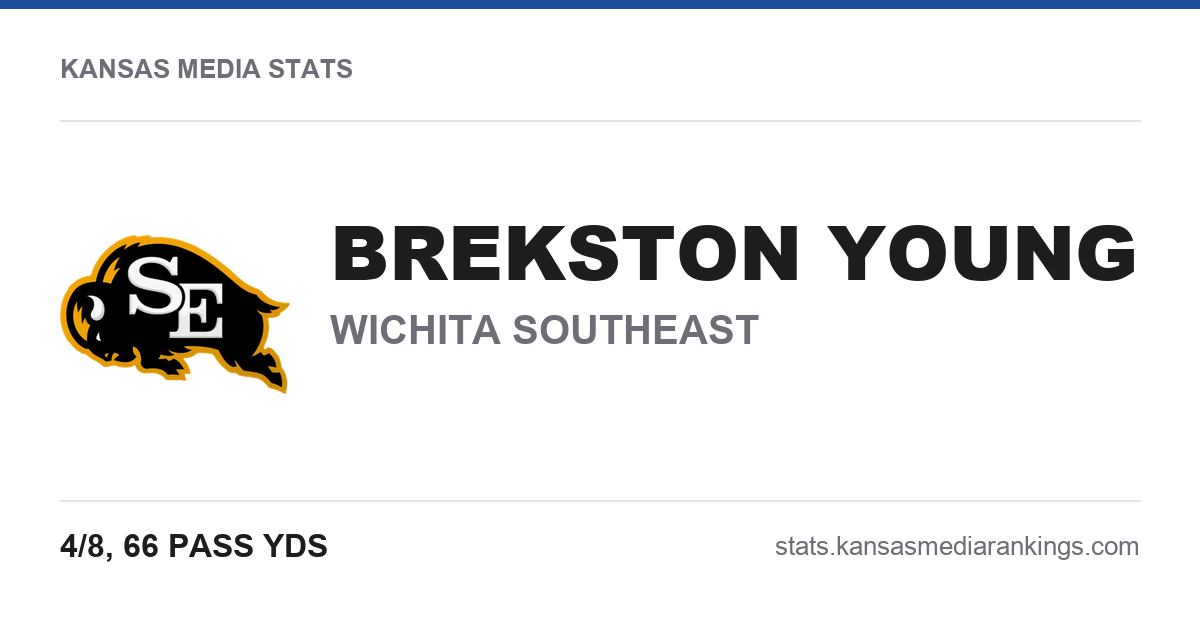 KANSAS MEDIA STATS
BREKSTON YOUNG
SE
WICHITA SOUTHEAST
4/8, 66 PASS YDS
stats.kansasmediarankings.com